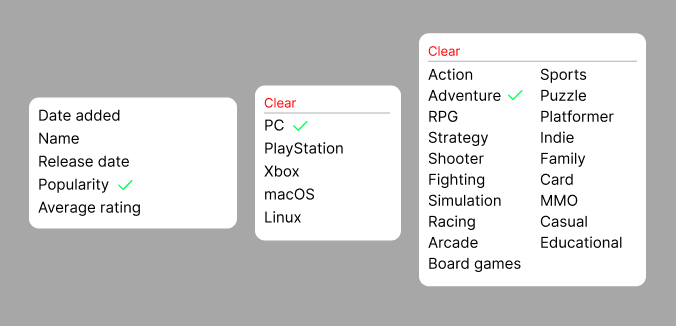 Date added
Name
Release date
Popularity
Average rating
Clear
PC
PlayStation
Xbox
macOS
Linux
Clear
Action
Adventure
RPG
Strategy
Shooter
Fighting
Simulation
Racing
Arcade
Board games
Sports
Puzzle
Platformer
Indie
Family
Card
MMO
Casual
Educational